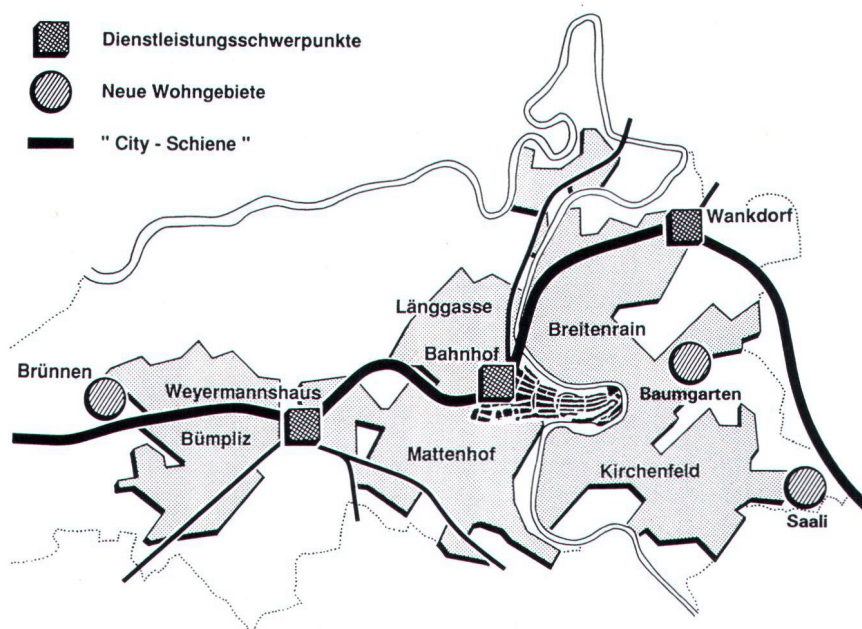 Dienstleistungsschwerpunkte
Neue Wohngebiete
" City - Schiene "
Wankdorf
Länggasse
Breitenrain
Bahnhof
Brünnen
Weyermannshaus
Baumgarten
Bümpliz
Mattenhof
Kirchenfeld
Saali